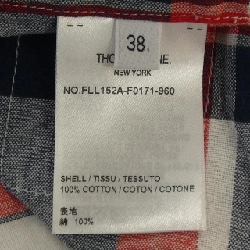 38
NEW YORK
NO.FLL152A-F0171-960
SHELL / TISSU / TESSUTO
100% COTTON / COTON / COTONE
表地
綿 100%